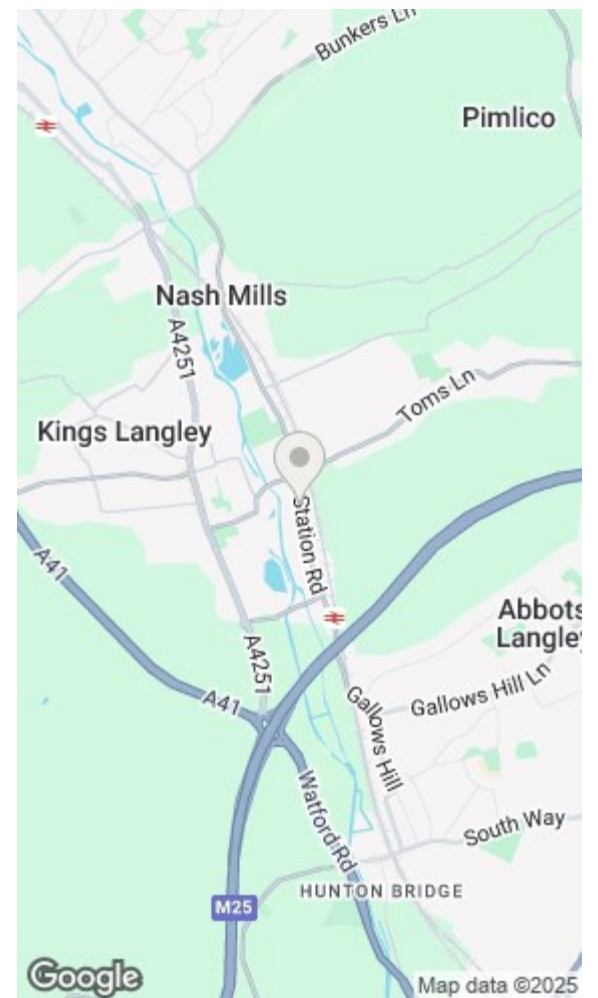 Bunkers Ln
Pimlico
Nash Mills
A4251
Toms Ln
Kings Langley
Station Rd
A41
Abbots
Langley
A4251
Gallows Hill Ln
A41
Gallows Hill
Watford Rd
South Way
HUNTON BRIDGE
M25
Google
Map data ©2025